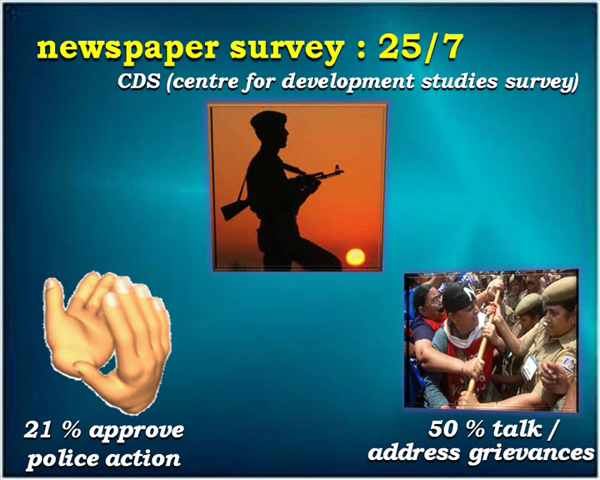 newspaper survey : 25/7
CDS (centre for development studies survey)
21 % approve
police action
50 % talk /
address grievances